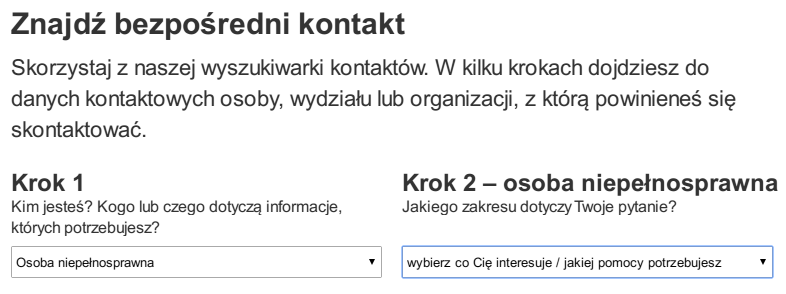 Znajdź bezpośredni kontakt
Skorzystaj z naszej wyszukiwarki kontaktów. W kilku krokach dojdziesz do
danych kontaktowych osoby, wydziału lub organizacji, z którą powinieneś się
skontaktować.
Krok 1
Kim jesteś? Kogo lub czego dotyczą informacje,
których potrzebujesz?
Osoba niepełnosprawna
Krok 2 – osoba niepełnosprawna
Jakiego zakresu dotyczy Twoje pytanie?
wybierz co Cię interesuje / jakiej pomocy potrzebujesz